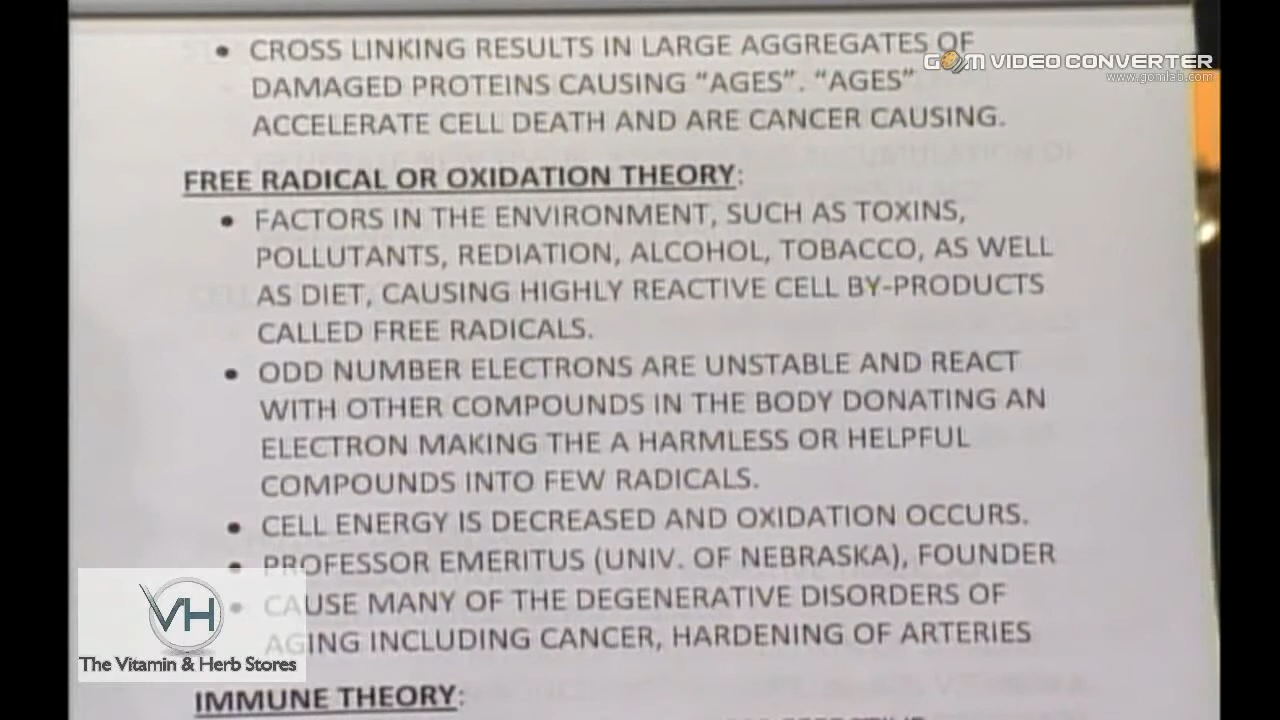 • CROSS LINKING RESULTS IN LARGE AGGREGATES OF
DAMAGED PROTEINS CAUSING “AGES”. “AGES”
ACCELERATE CELL DEATH AND ARE CANCER CAUSING.
FREE RADICAL OR OXIDATION THEORY:
• FACTORS IN THE ENVIRONMENT, SUCH AS TOXINS,
POLLUTANTS, REDIATION, ALCOHOL, TOBACCO, AS WELL
AS DIET, CAUSING HIGHLY REACTIVE CELL BY-PRODUCTS
CALLED FREE RADICALS.
• ODD NUMBER ELECTRONS ARE UNSTABLE AND REACT
WITH OTHER COMPOUNDS IN THE BODY DONATING AN
ELECTRON MAKING THE A HARMLESS OR HELPFUL
COMPOUNDS INTO FEW RADICALS.
• CELL ENERGY IS DECREASED AND OXIDATION OCCURS.
• PROFESSOR EMERITUS (UNIV. OF NEBRASKA), FOUNDER
• CAUSE MANY OF THE DEGENERATIVE DISORDERS OF
AGING INCLUDING CANCER, HARDENING OF ARTERIES
IMMUNE THEORY:
GOM VIDEO CONVERTER
www.gomlab.com
VH
The Vitamin & Herb Stores